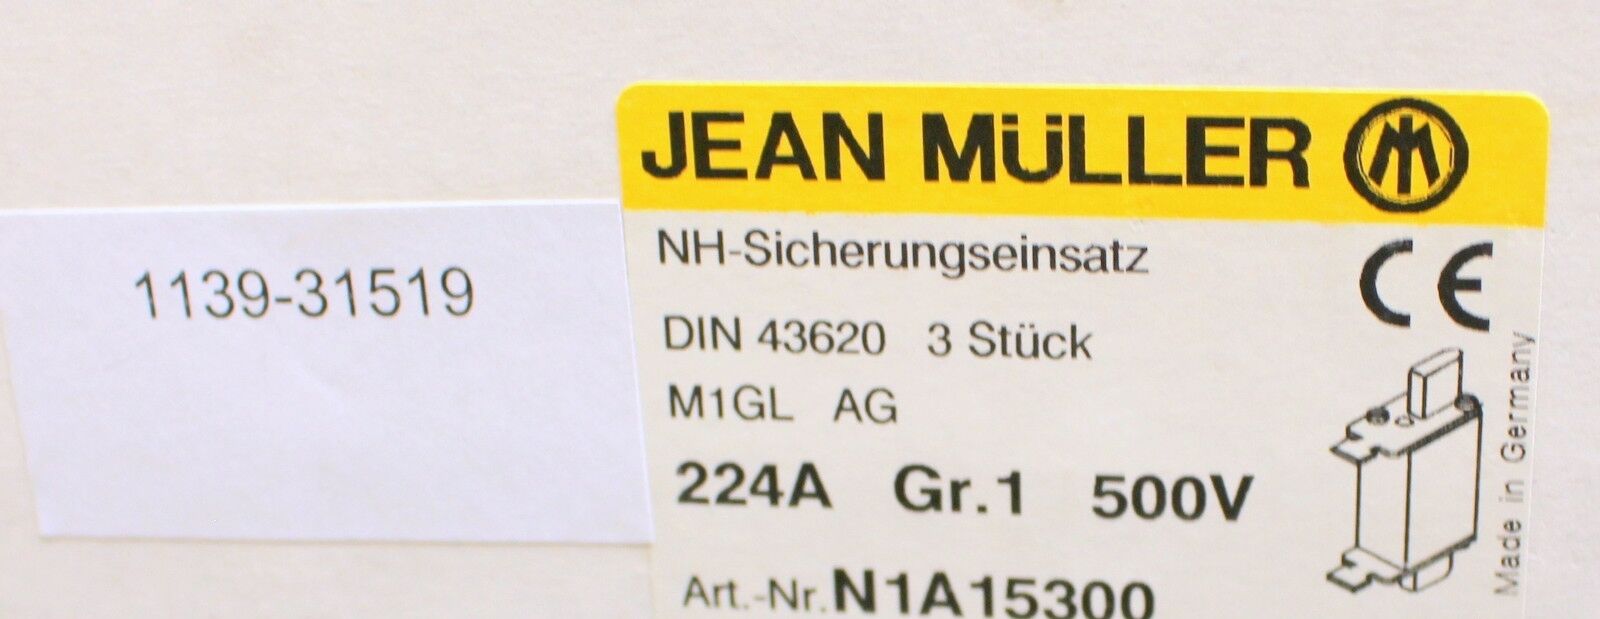 JEAN MÜLLER
NH-Sicherungseinsatz
CE
1139-31519
DIN 43620 3 Stück
M1GL AG
224A Gr.1 500V
Art.-Nr. N1A15300
Made in Germany